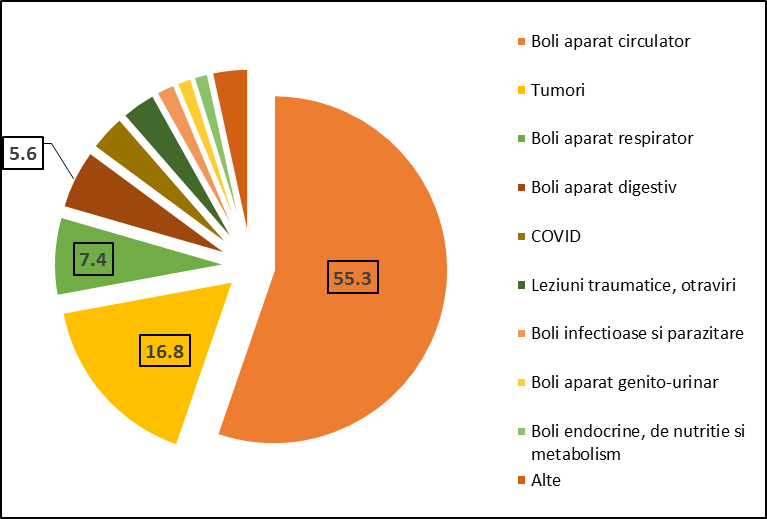 5.6
7.4
16.8
55.3
Boli aparat circulator
Tumori
Boli aparat respirator
Boli aparat digestiv
COVID
Leziuni traumatice, otraviri
Boli infectioase si parazitare
Boli aparat genito-urinar
Boli endocrine, de nutritie si
metabolism
Alte